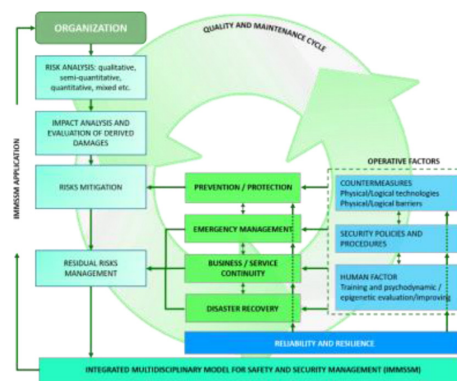 ORGANIZATION
QUALITY AND MAINTENANCE CYCLE
RISK ANALYSIS: qualitative,
semi-quantitative,
quantitative, mixed etc.
IMPACT ANALYSIS AND
EVALUATION OF DERIVED
DAMAGES
RISKS MITIGATION
RESIDUAL RISKS
MANAGEMENT
IMMSSM APPLICATION
PREVENTION / PROTECTION
EMERGENCY MANAGEMENT
BUSINESS / SERVICE
CONTINUITY
DISASTER RECOVERY
OPERATIVE FACTORS
COUNTERMEASURES
Physical/Logical technologies
Physical/Logical barriers
SECURITY POLICIES AND
PROCEDURES
HUMAN FACTOR
Training and psychodynamic /
epigenetic evaluation/improving
RELIABILITY AND RESILIENCE
INTEGRATED MULTIDISCIPLINARY MODEL FOR SAFETY AND SECURITY MANAGEMENT (IMMSSM)